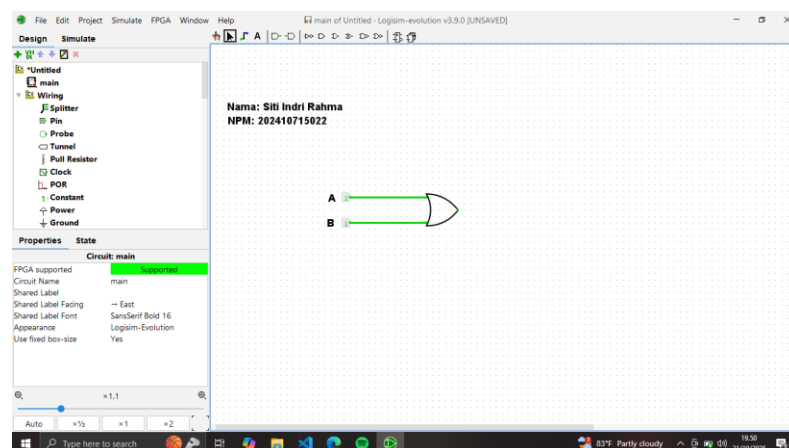 File Edit Project Simulate FPGA Window Help
main of Untitled - Logisim-evolution v3.9.0 [UNSAVED]
Design Simulate
*Untitled
main
Wiring
Splitter
Pin
Probe
Tunnel
Pull Resistor
Clock
POR
Constant
Power
Ground
Nama: Siti Indri Rahma
NPM: 202410715022
A
B
Properties State
Circuit: main
FPGA supported Supported
Circuit Name main
Shared Label
Shared Label Facing → East
Shared Label Font SansSerif Bold 16
Appearance Logisim-Evolution
Use fixed box-size Yes
×1,1
Auto ×½ ×1 ×2
Type here to search
83°F Partly cloudy
19.50